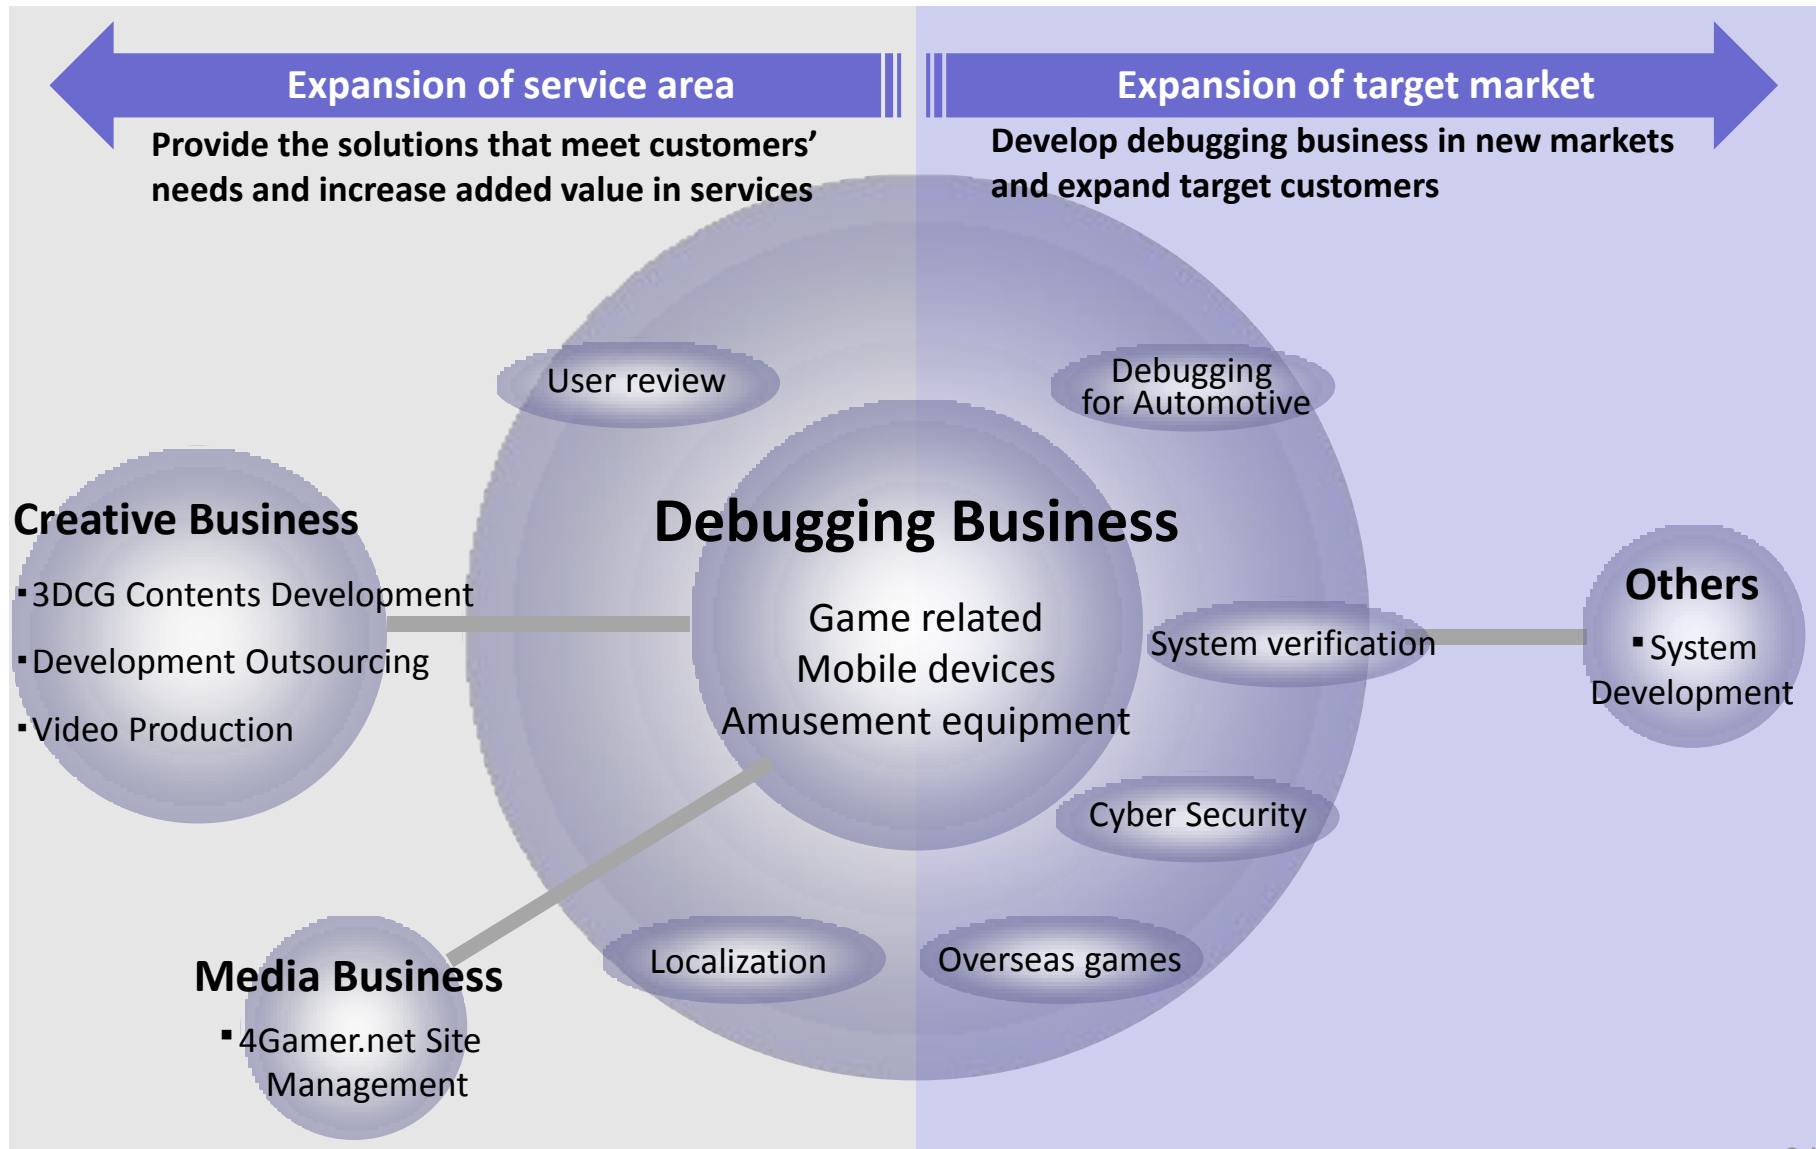 Expansion of service area
Provide the solutions that meet customers’
needs and increase added value in services
Expansion of target market
Develop debugging business in new markets
and expand target customers
User review
Debugging
for Automotive
Creative Business
▪3DCG Contents Development
▪Development Outsourcing
▪Video Production
Debugging Business
Game related
Mobile devices
Amusement equipment
System verification
Others
▪System
Development
Cyber Security
Localization
Overseas games
Media Business
▪4Gamer.net Site
Management